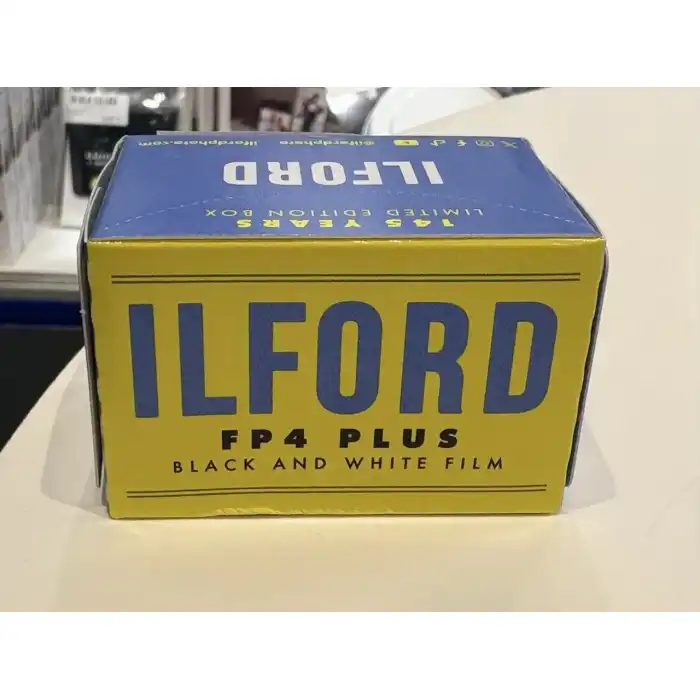 @ilfordphoto ilfordphoto.com
ILFORD
LIMITED EDITION BOX
145 YEARS
ILFORD
FP4 PLUS
BLACK AND WHITE FILM